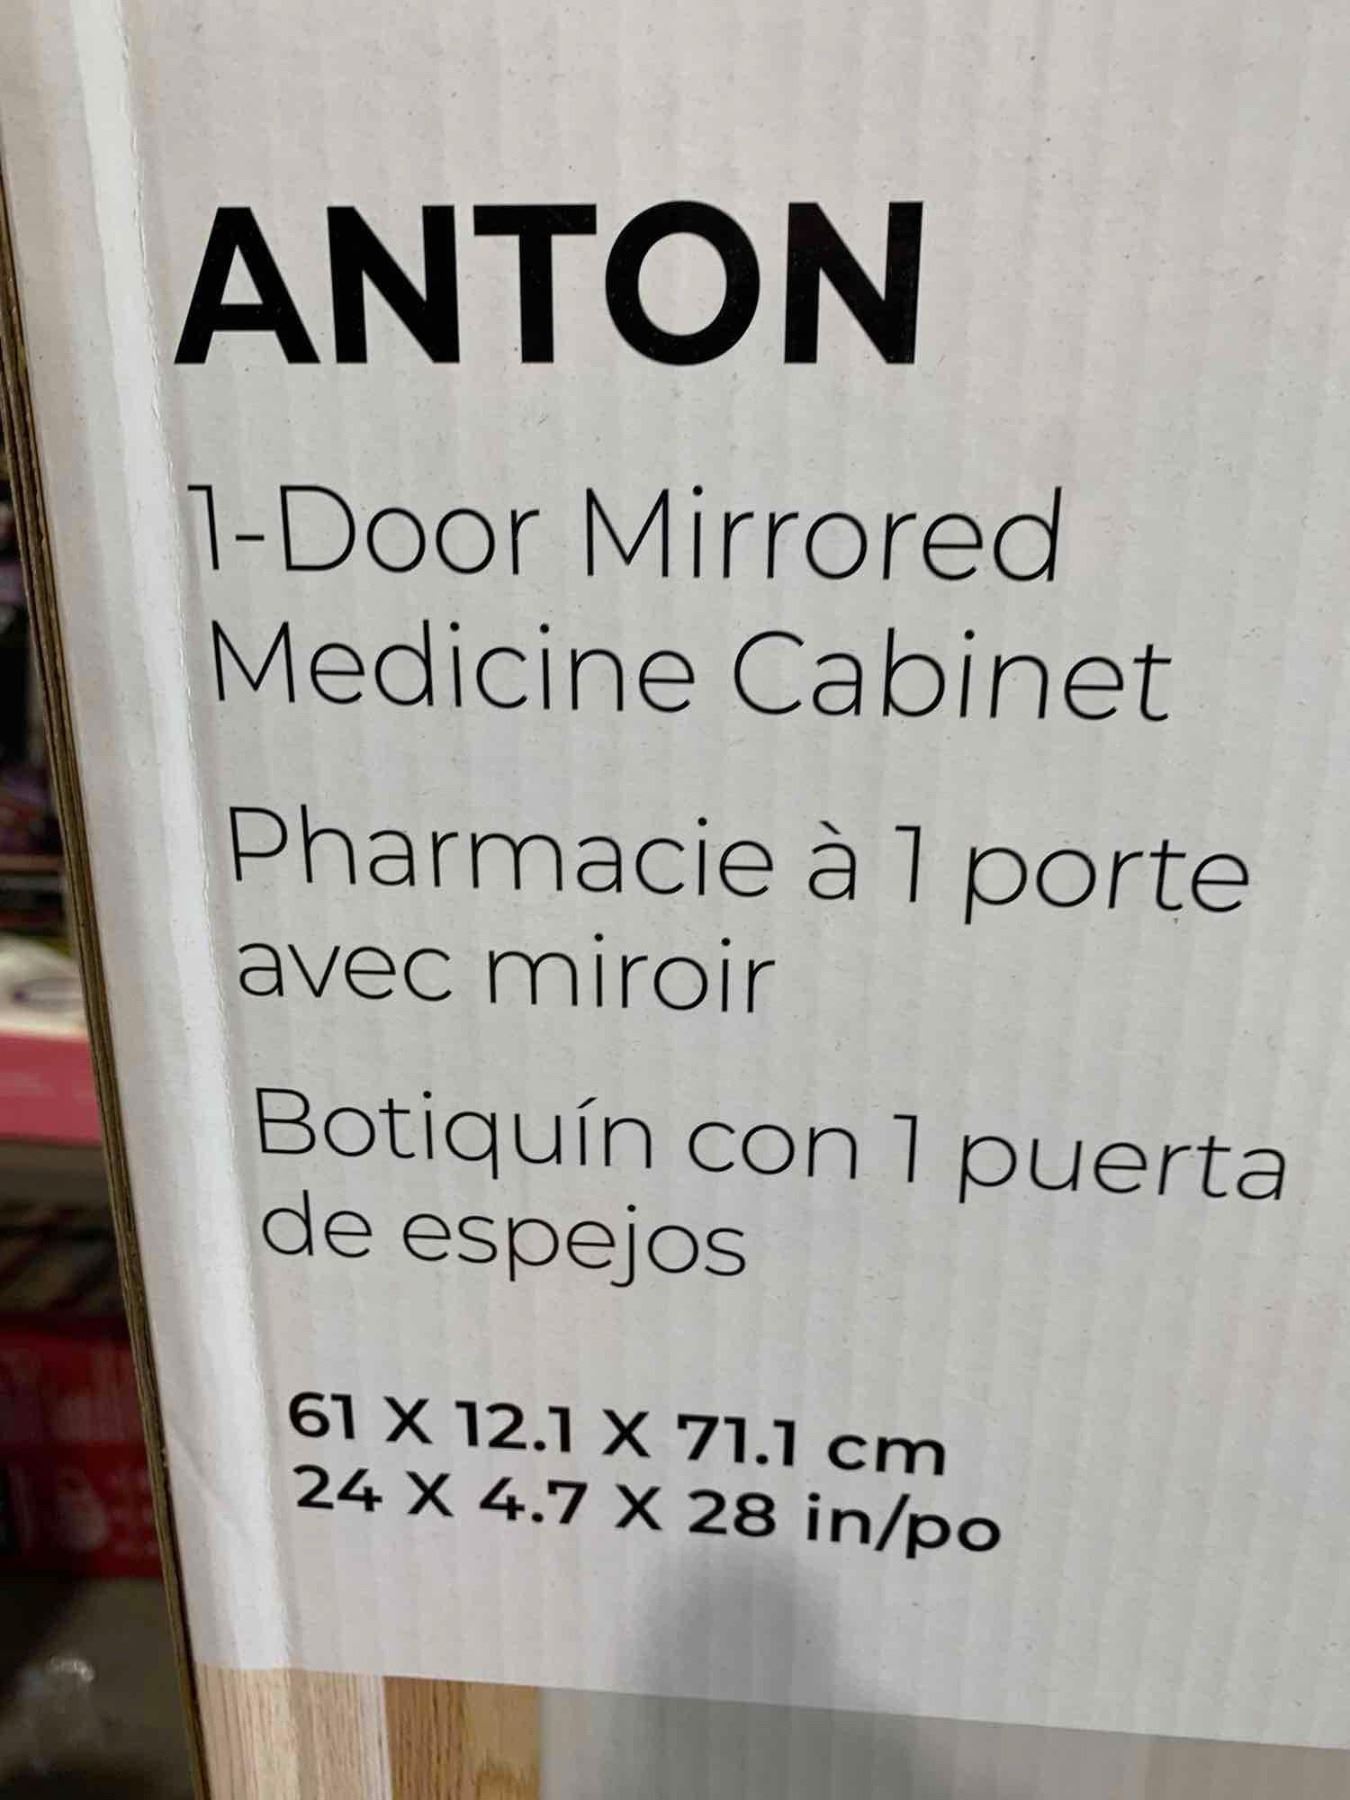 ANTON
1-Door Mirrored
Medicine Cabinet
Pharmacie à 1 porte
avec miroir
Botiquín con 1 puerta
de espejos
61 X 12.1 X 71.1 cm
24 X 4.7 X 28 in/po